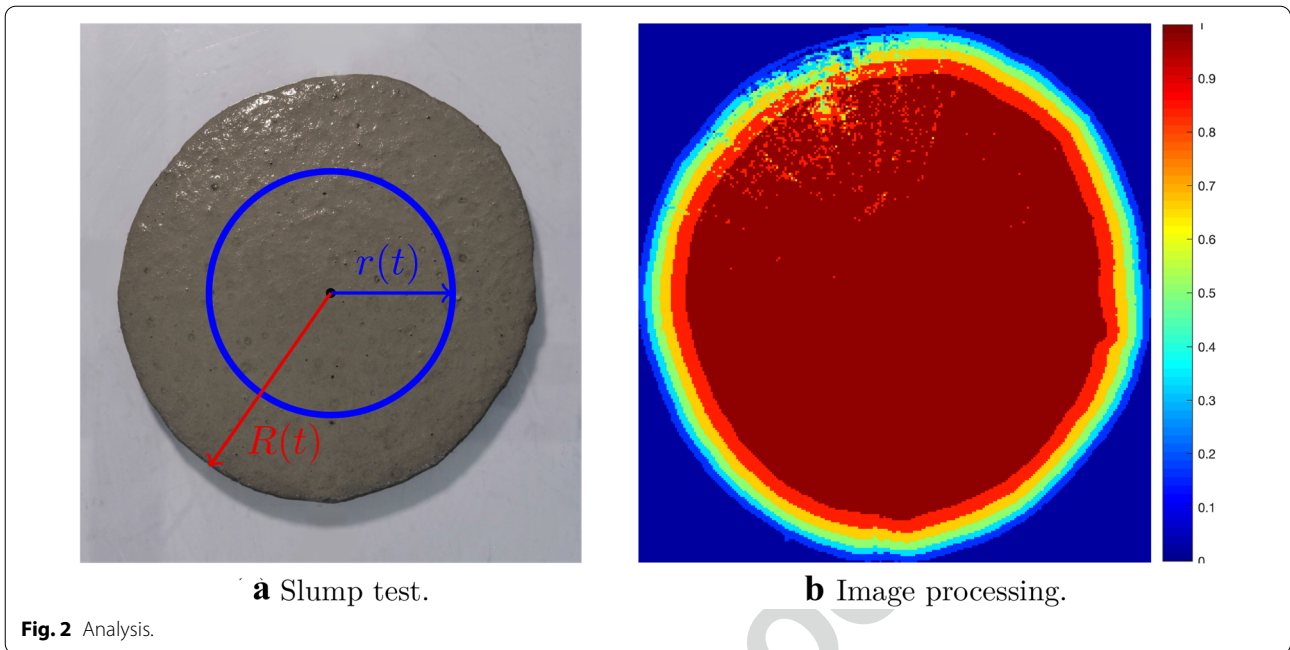 r(t)
R(t)
1
0.9
0.8
0.7
0.6
0.5
0.4
0.3
0.2
0.1
0
a Slump test.
b Image processing.
Fig. 2 Analysis.